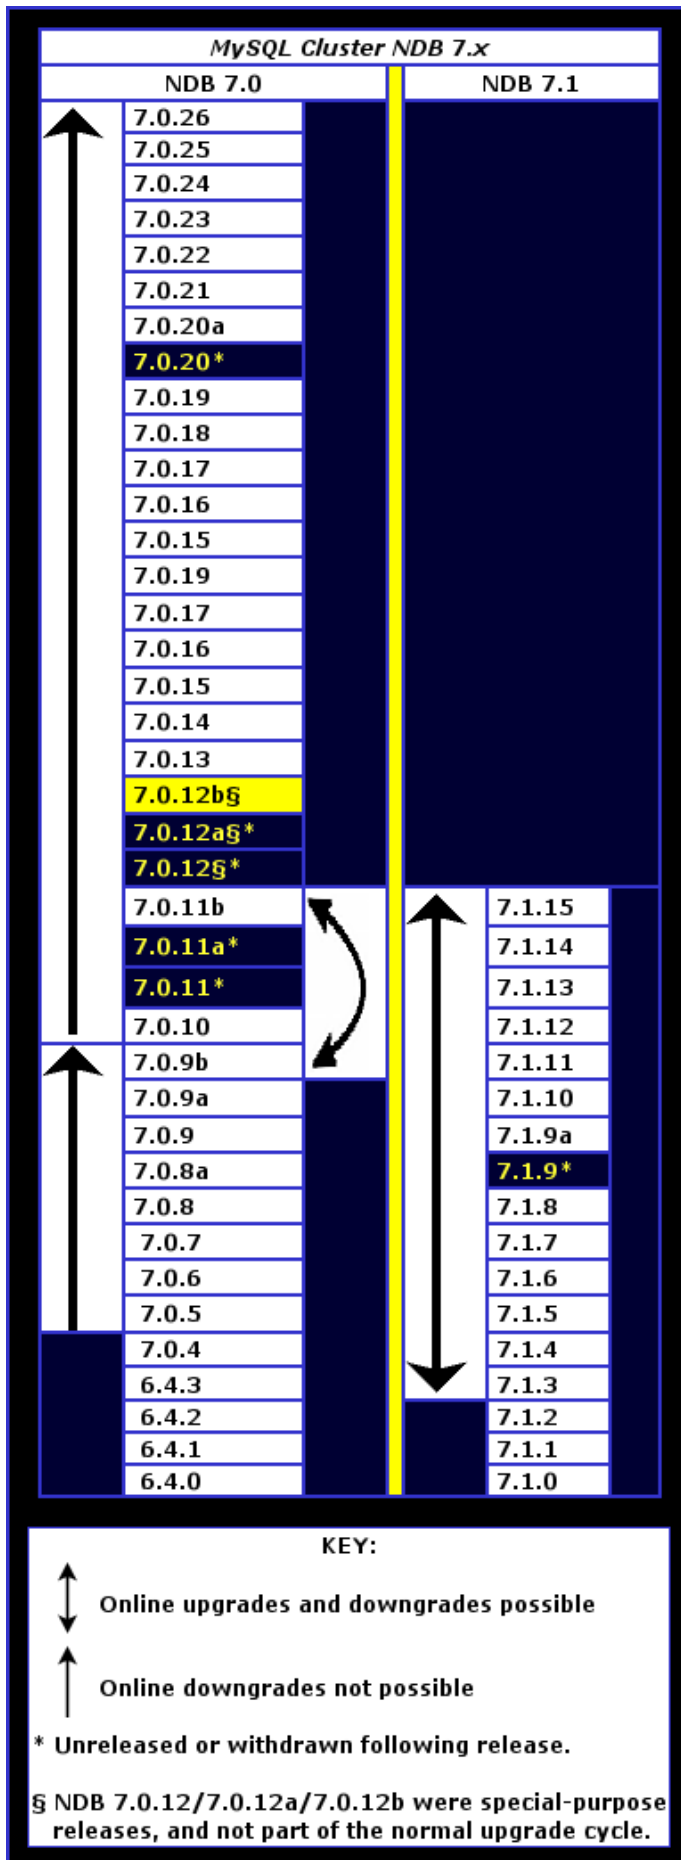 MySQL Cluster NDB 7.x
NDB 7.0
NDB 7.1
7.0.26
7.0.25
7.0.24
7.0.23
7.0.22
7.0.21
7.0.20a
7.0.20*
7.0.19
7.0.18
7.0.17
7.0.16
7.0.15
7.0.19
7.0.17
7.0.16
7.0.15
7.0.14
7.0.13
7.0.12b§
7.0.12a§*
7.0.12§*
7.0.11b
7.0.11a*
7.0.11*
7.0.10
7.0.9b
7.0.9a
7.0.9
7.0.8a
7.0.8
7.0.7
7.0.6
7.0.5
7.0.4
6.4.3
6.4.2
6.4.1
6.4.0
7.1.15
7.1.14
7.1.13
7.1.12
7.1.11
7.1.10
7.1.9a
7.1.9*
7.1.8
7.1.7
7.1.6
7.1.5
7.1.4
7.1.3
7.1.2
7.1.1
7.1.0
KEY:
Online upgrades and downgrades possible
Online downgrades not possible
* Unreleased or withdrawn following release.
§ NDB 7.0.12/7.0.12a/7.0.12b were special-purpose
releases, and not part of the normal upgrade cycle.